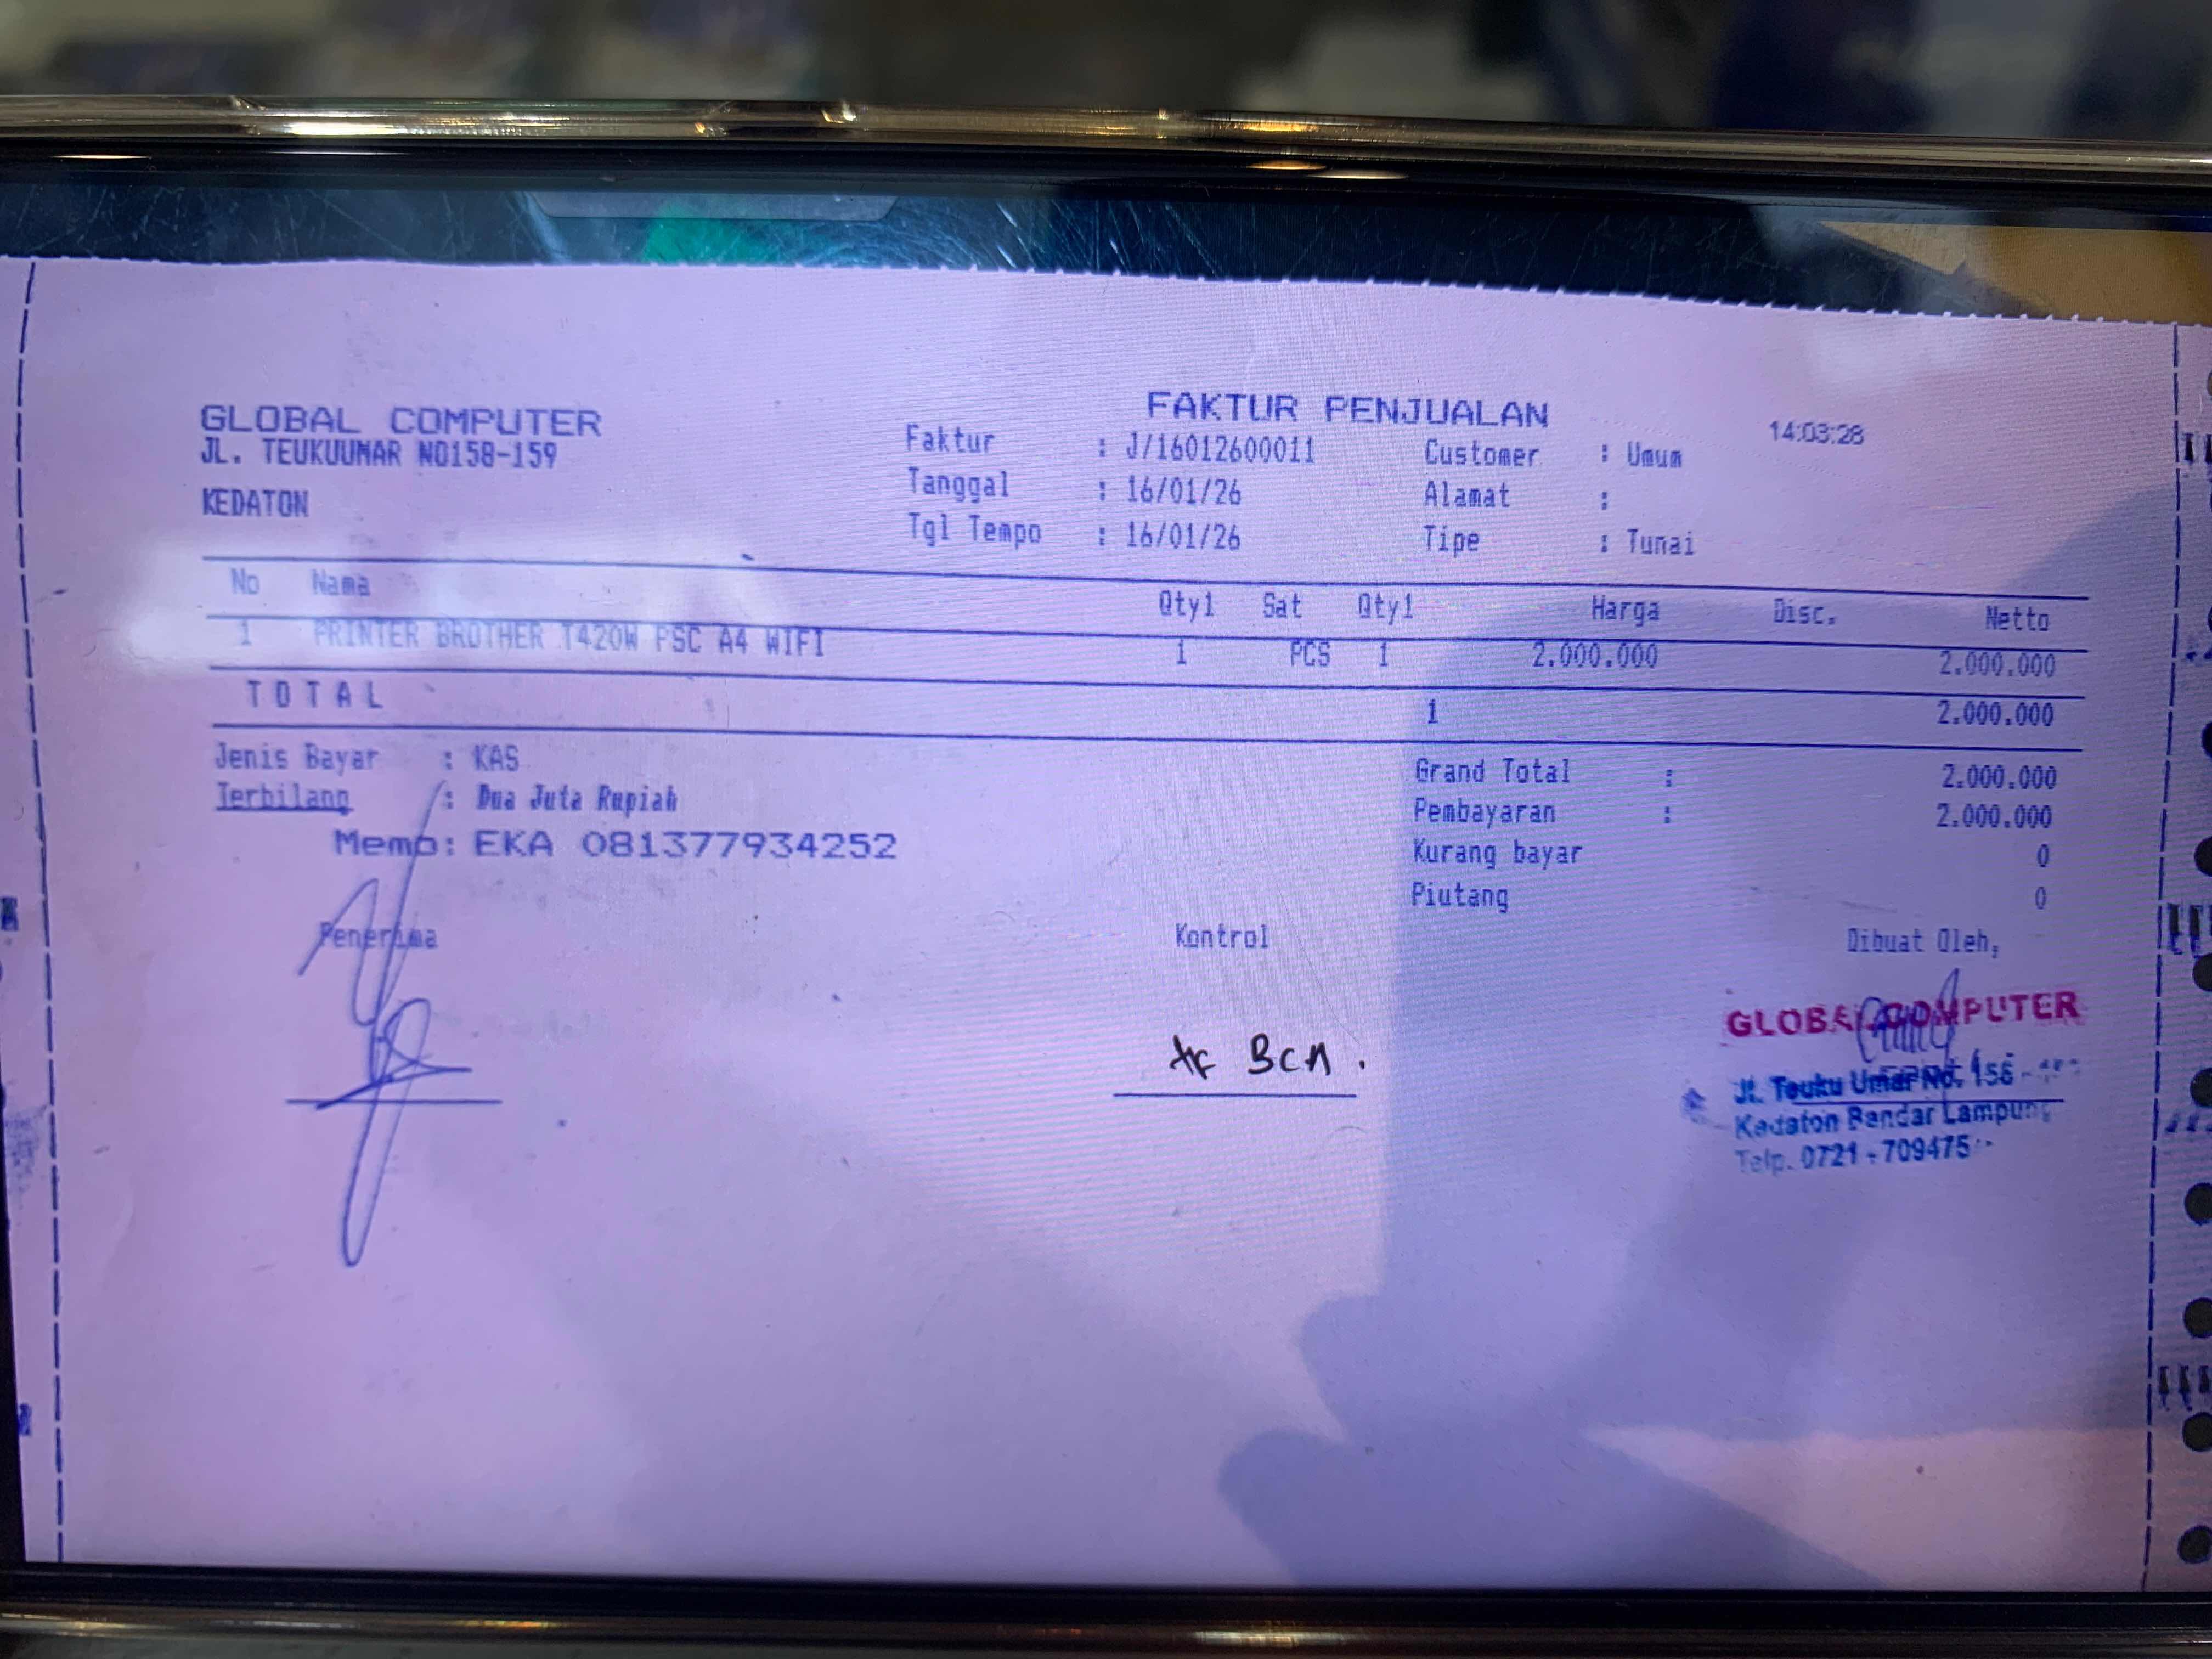 GLOBAL COMPUTER
JL. TEUKUUMAR NO158-159
KEDATON
FAKTUR PENJUALAN
14:03:28
Faktur : J/16012600011
Tanggal : 16/01/26
Tgl Tempo : 16/01/26
Customer : Umum
Alamat :
Tipe : Tunai
No Nama Qty1 Sat Qty1 Harga Disc. Netto
1 PRINTER BROTHER T420W PSC A4 WIFI 1 PCS 1 2.000.000 2.000.000
TOTAL 1 2.000.000
Jenis Bayar : KAS
Terbilang : Dua Juta Rupiah
Memo: EKA 081377934252
Grand Total : 2.000.000
Pembayaran : 2.000.000
Kurang bayar 0
Piutang 0
Penerima Kontrol Dibuat Oleh,
tf BCA.
GLOBAL COMPUTER
Jl. Teuku Umar No.
Kedaton Bandar Lampung
Telp. 0721 - 709475